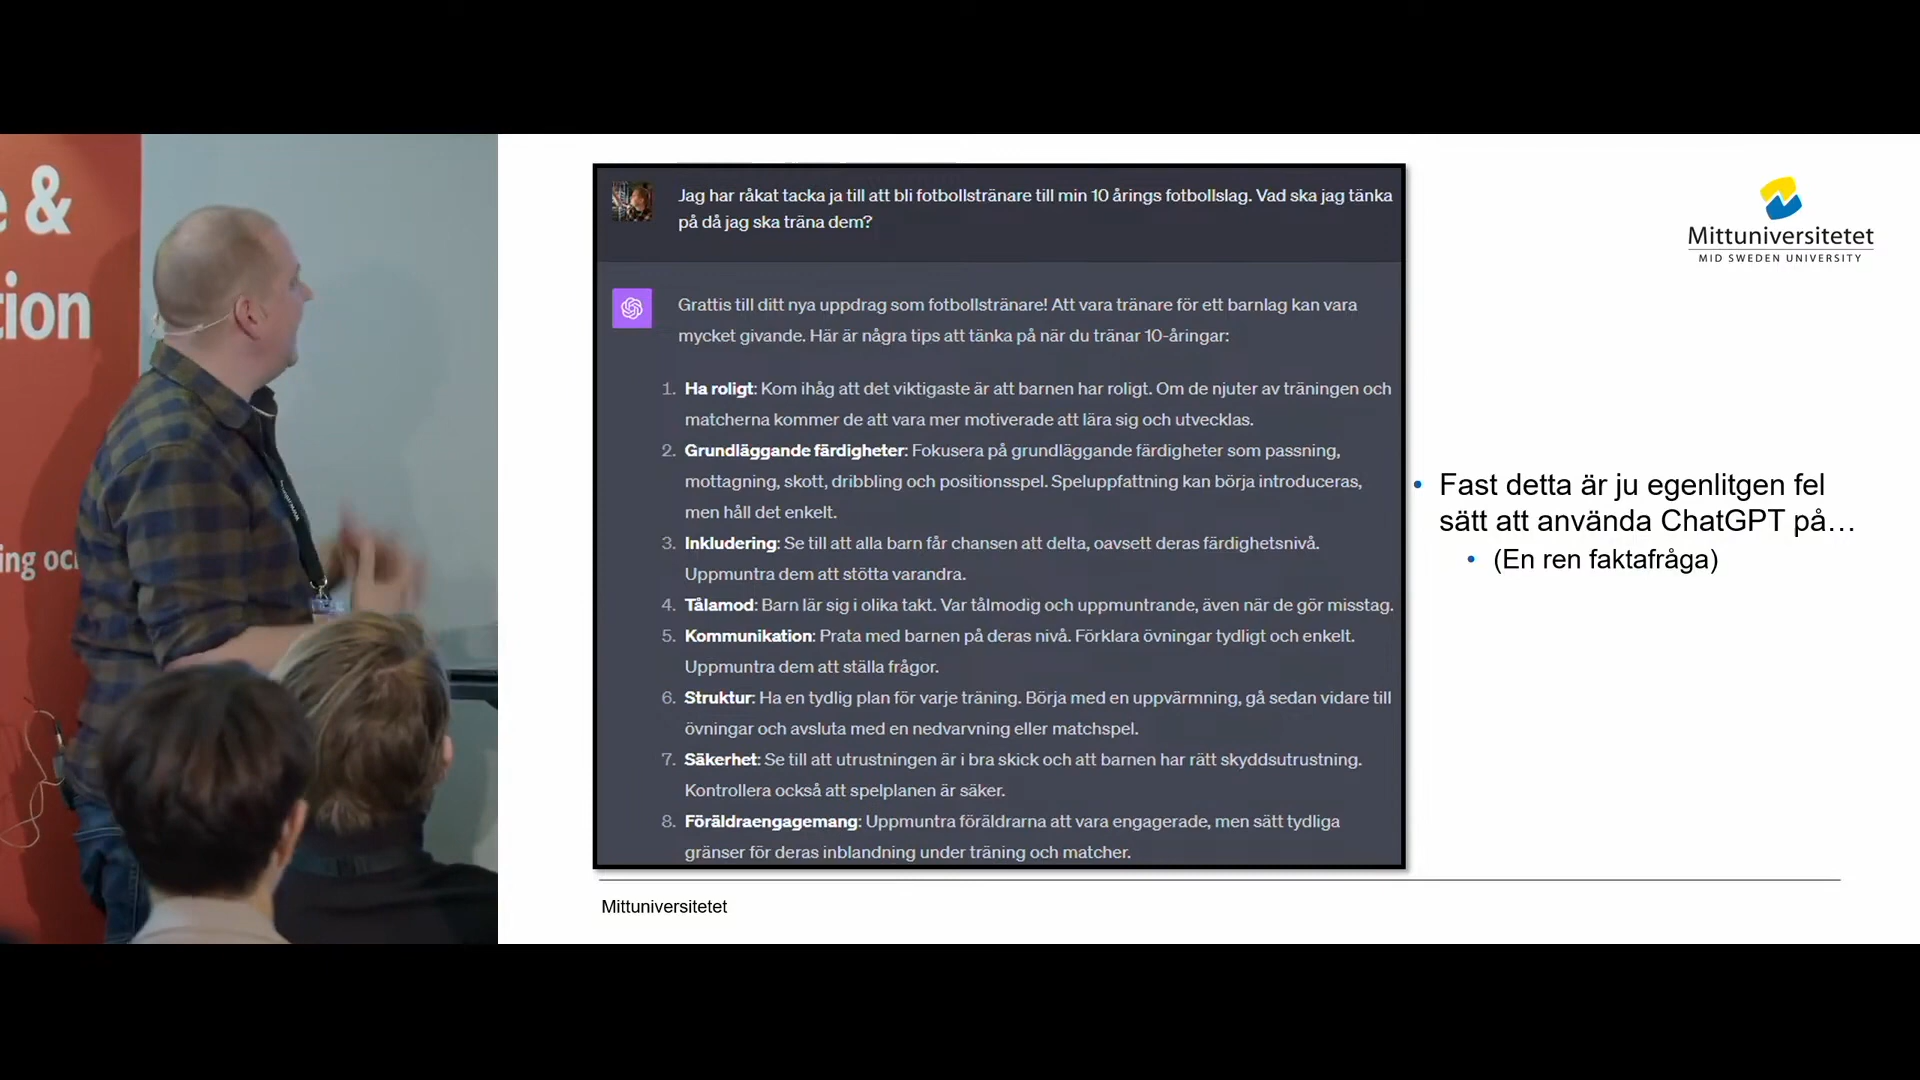 e &
tion
ing oc
Jag har råkat tacka ja till att bli fotbollstränare till min 10 årings fotbollslag. Vad ska jag tänka
på då jag ska träna dem?
Grattis till ditt nya uppdrag som fotbollstränare! Att vara tränare för ett barnlag kan vara
mycket givande. Här är några tips att tänka på när du tränar 10-åringar:
1. Ha roligt: Kom ihåg att det viktigaste är att barnen har roligt. Om de njuter av träningen och
matcherna kommer de att vara mer motiverade att lära sig och utvecklas.
2. Grundläggande färdigheter: Fokusera på grundläggande färdigheter som passning,
mottagning, skott, dribbling och positionsspel. Speluppfattning kan börja introduceras,
men håll det enkelt.
3. Inkludering: Se till att alla barn får chansen att delta, oavsett deras färdighetsnivå.
Uppmuntra dem att stötta varandra.
4. Tålamod: Barn lär sig i olika takt. Var tålmodig och uppmuntrande, även när de gör misstag.
5. Kommunikation: Prata med barnen på deras nivå. Förklara övningar tydligt och enkelt.
Uppmuntra dem att ställa frågor.
6. Struktur: Ha en tydlig plan för varje träning. Börja med en uppvärmning, gå sedan vidare till
övningar och avsluta med en nedvarvning eller matchspel.
7. Säkerhet: Se till att utrustningen är i bra skick och att barnen har rätt skyddsutrustning.
Kontrollera också att spelplanen är säker.
8. Föräldraengagemang: Uppmuntra föräldrarna att vara engagerade, men sätt tydliga
gränser för deras inblandning under träning och matcher.
Mittuniversitetet
MID SWEDEN UNIVERSITY
• Fast detta är ju egenlitgen fel
sätt att använda ChatGPT på…
• (En ren faktafråga)
Mittuniversitetet